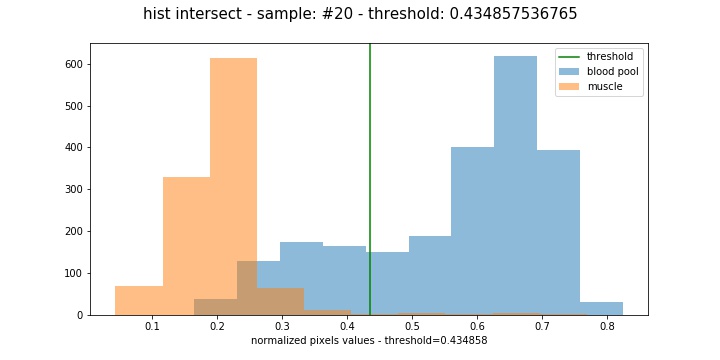 hist intersect - sample: #20 - threshold: 0.434857536765
threshold
blood pool
muscle
600
500
400
300
200
100
0
0.1 0.2 0.3 0.4 0.5 0.6 0.7 0.8
normalized pixels values - threshold=0.434858